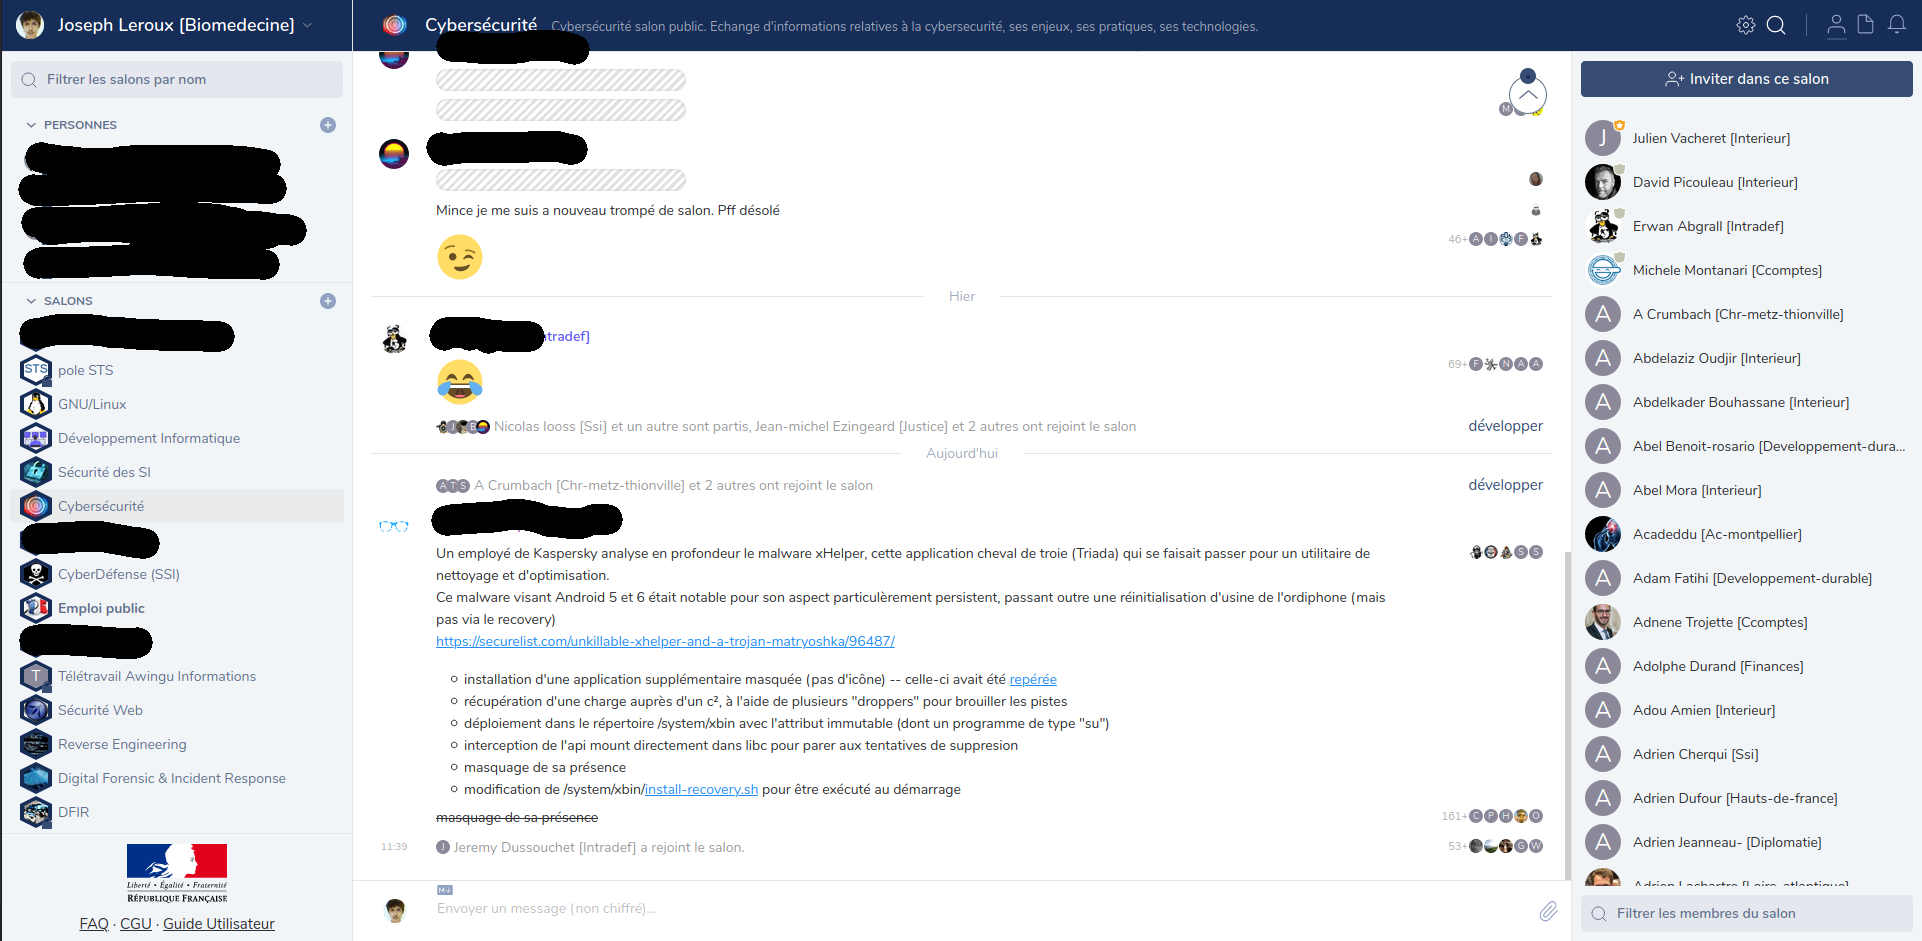 Joseph Leroux [Biomedecine]
Filtrer les salons par nom
PERSONNES
SALONS
STS
pole STS
GNU/Linux
Développement Informatique
Sécurité des SI
Cybersécurité
CyberDéfense (SSI)
Emploi public
T
Télétravail Awingu Informations
Sécurité Web
Reverse Engineering
Digital Forensic & Incident Response
DFIR
Liberté • Égalité • Fraternité
RÉPUBLIQUE FRANÇAISE
FAQ · CGU · Guide Utilisateur
Cybersécurité
Cybersécurité salon public. Echange d'informations relatives à la cybersecurité, ses enjeux, ses pratiques, ses technologies.
M
Mince je me suis a nouveau trompé de salon. Pff désolé
46+ A I F
Hier
tradef]
69+ F N A A
J B Nicolas Iooss [Ssi] et un autre sont partis, Jean-michel Ezingeard [Justice] et 2 autres ont rejoint le salon
développer
Aujourd'hui
A T S A Crumbach [Chr-metz-thionville] et 2 autres ont rejoint le salon
développer
Un employé de Kaspersky analyse en profondeur le malware xHelper, cette application cheval de troie (Triada) qui se faisait passer pour un utilitaire de
S S
nettoyage et d'optimisation.
Ce malware visant Android 5 et 6 était notable pour son aspect particulèrement persistent, passant outre une réinitialisation d'usine de l'ordiphone (mais
pas via le recovery)
https://securelist.com/unkillable-xhelper-and-a-trojan-matryoshka/96487/
installation d'une application supplémentaire masquée (pas d'icône) -- celle-ci avait été repérée
récupération d'une charge auprès d'un c², à l'aide de plusieurs "droppers" pour brouiller les pistes
déploiement dans le répertoire /system/xbin avec l'attribut immutable (dont un programme de type "su")
interception de l'api mount directement dans libc pour parer aux tentatives de suppresion
masquage de sa présence
modification de /system/xbin/install-recovery.sh pour être exécuté au démarrage
masquage de sa présence
161+ C P H O
11:39 J Jeremy Dussouchet [Intradef] a rejoint le salon.
53+ G W
M↓
Envoyer un message (non chiffré)...
Inviter dans ce salon
J Julien Vacheret [Interieur]
David Picouleau [Interieur]
Erwan Abgrall [Intradef]
Michele Montanari [Ccomptes]
A A Crumbach [Chr-metz-thionville]
A Abdelaziz Oudjir [Interieur]
A Abdelkader Bouhassane [Interieur]
A Abel Benoit-rosario [Developpement-dura...
A Abel Mora [Interieur]
Acadeddu [Ac-montpellier]
A Adam Fatihi [Developpement-durable]
Adnene Trojette [Ccomptes]
A Adolphe Durand [Finances]
A Adou Amien [Interieur]
A Adrien Cherqui [Ssi]
A Adrien Dufour [Hauts-de-france]
A Adrien Jeanneau- [Diplomatie]
Adrien Lachartre [Loire-atlantique]
Filtrer les membres du salon